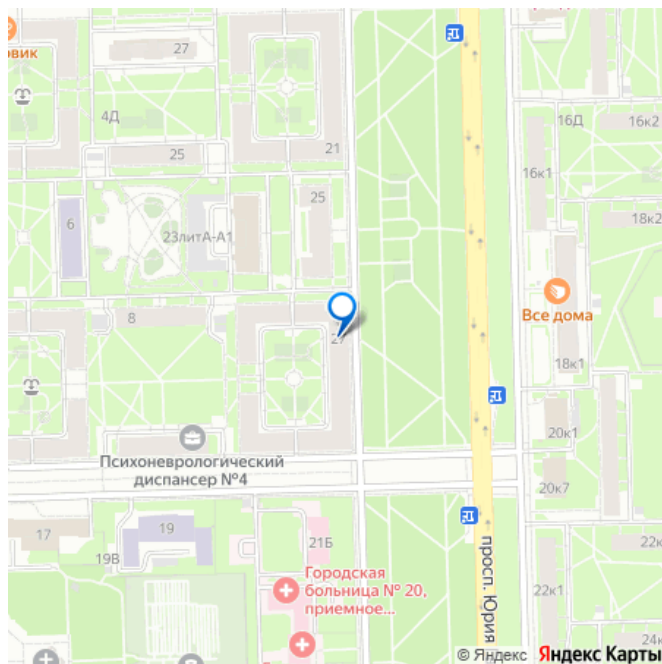 овик
27
4Д
25
21
16Д
16к2
16к1
25
6
23литА-А1
18к2
8
27
Все дома
18к1
20к1
Психоневрологический
диспансер №4
20к7
17
19
19В
21Б
22к
Городская
больница № 20,
приемное...
22к1
просп. Юрия
24к
© Яндекс Яндекс Карты